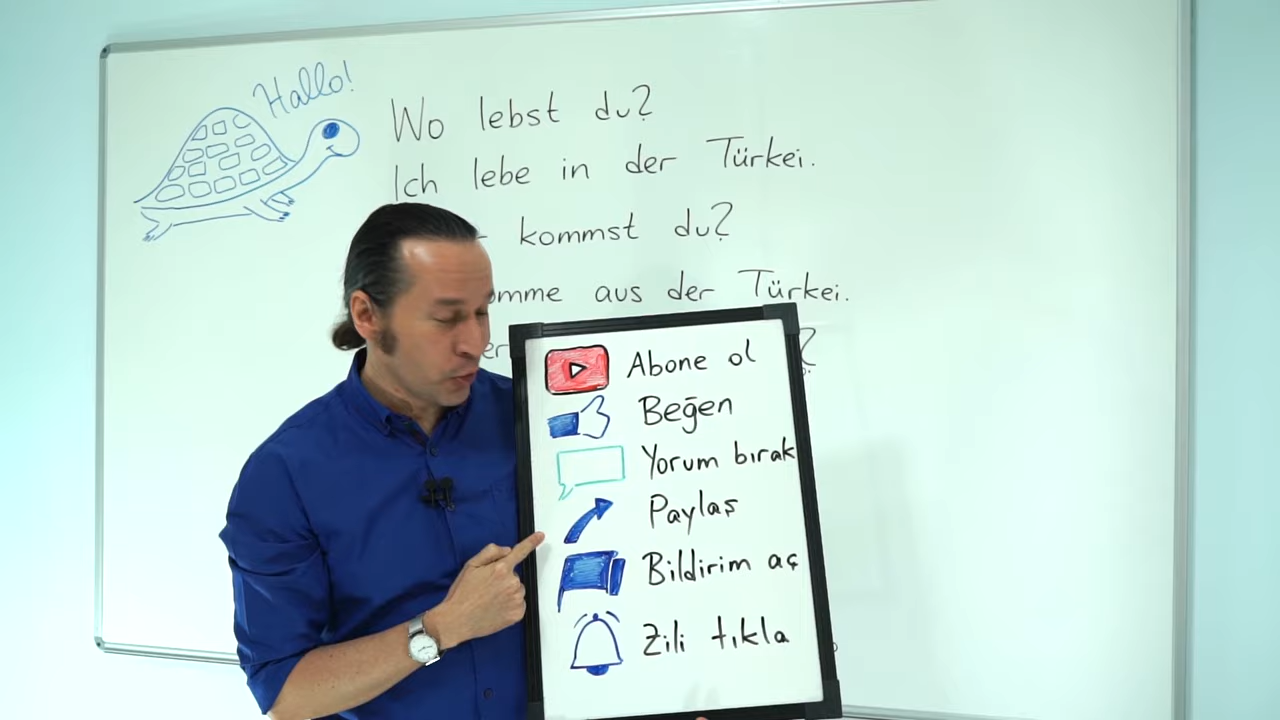 Hallo!
Wo lebst du?
Ich lebe in der Türkei.
kommst du?
omme aus der Türkei.
er
?
Abone ol
Beğen
Yorum bırak
Paylaş
Bildirim aç
Zili tıkla